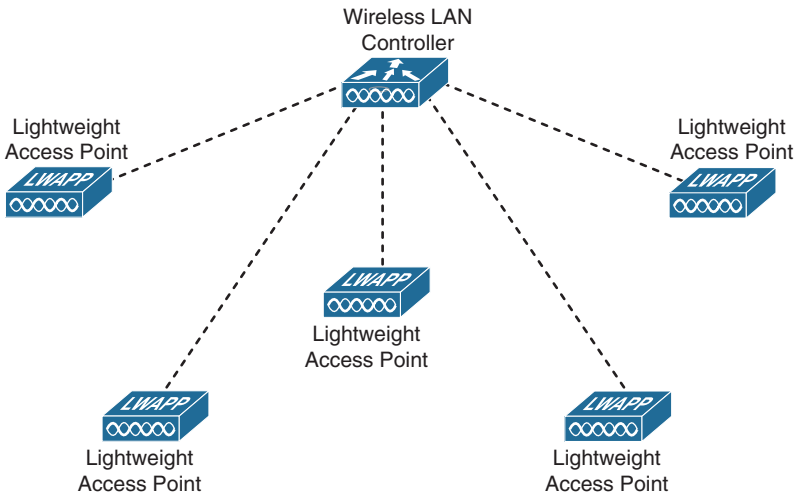 Wireless LAN
Controller
Lightweight
Access Point
LWAPP
Lightweight
Access Point
LWAPP
LWAPP
Lightweight
Access Point
LWAPP
Lightweight
Access Point
LWAPP
Lightweight
Access Point